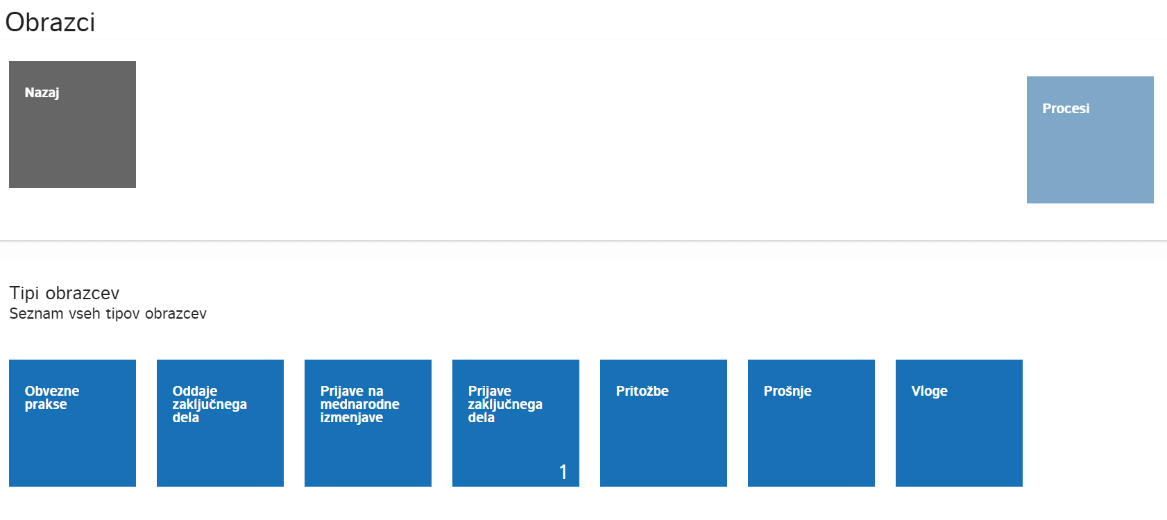 Obrazci
Nazaj
Procesi
Tipi obrazcev
Seznam vseh tipov obrazcev
Obvezne
prakse
Oddaje
zaključnega
dela
Prijave na
mednarodne
izmenjave
Prijave
zaključnega
dela
1
Pritožbe
Prošnje
Vloge